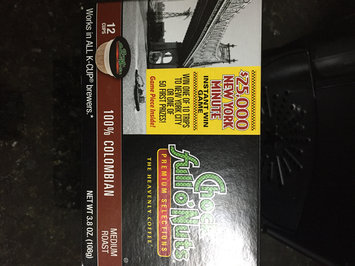 $25,000
NEW YORK
MINUTE
INSTANT WIN
GAME
WIN ONE OF 10 TRIPS
TO NEW YORK CITY
OR ONE OF
50 FIRST PRIZES!
Game Piece Inside!
12
CUPS
Works in ALL K-CUP® brewers.*
100% COLOMBIAN
Chock
full o'Nuts
PREMIUM SELECTIONS
THE HEAVENLY COFFEE®
MEDIUM
ROAST
NET WT 3.8 OZ. (108g)